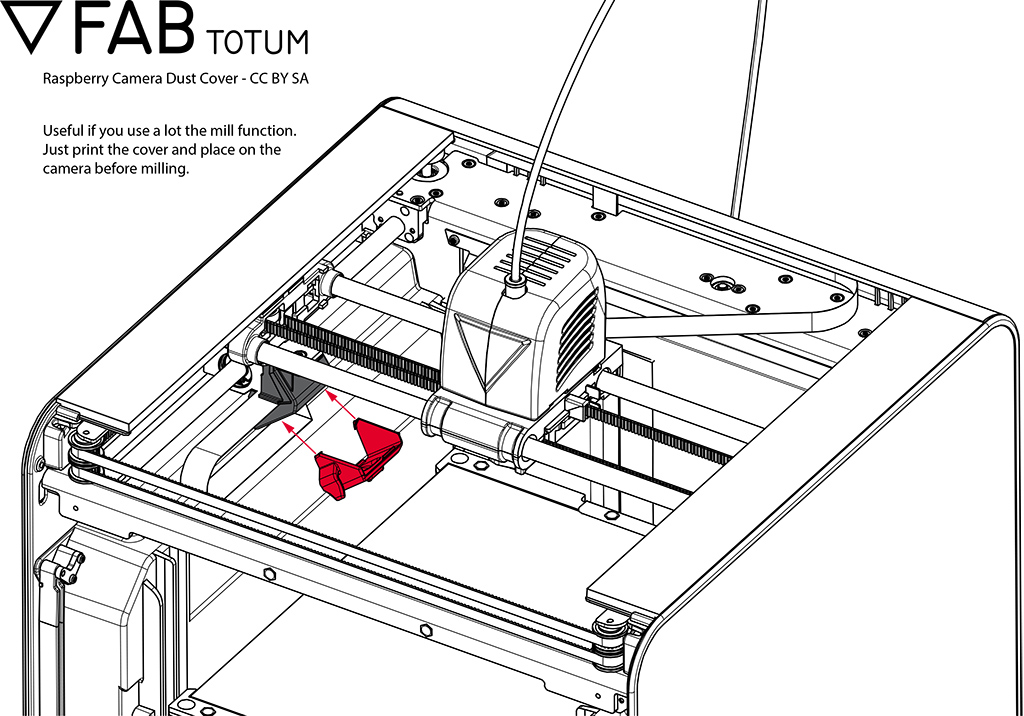 FAB TOTUM
Raspberry Camera Dust Cover - CC BY SA
Useful if you use a lot the mill function.
Just print the cover and place on the
camera before milling.